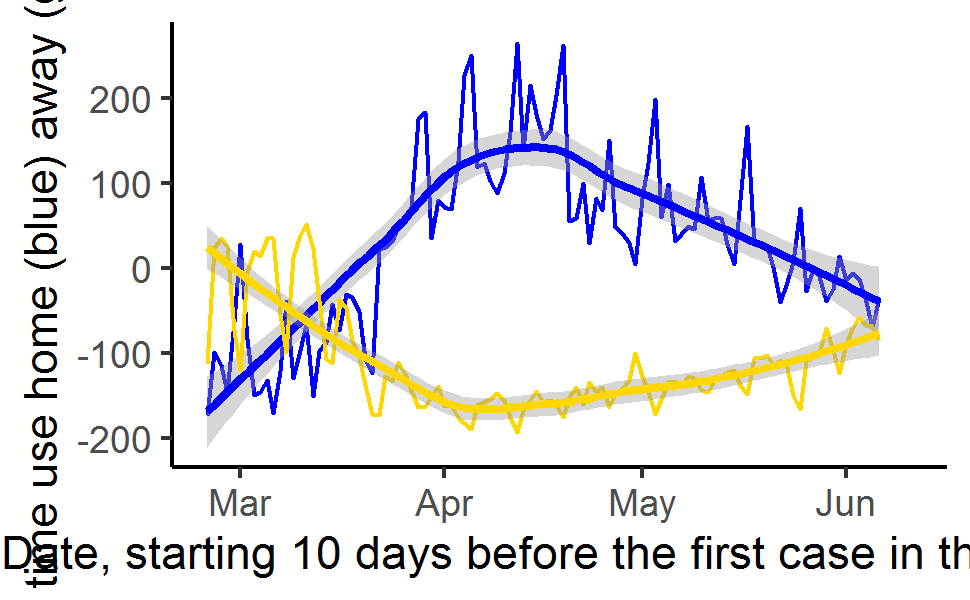 time use home (blue) away (
200
100
0
-100
-200
Mar Apr May Jun
Date, starting 10 days before the first case in th